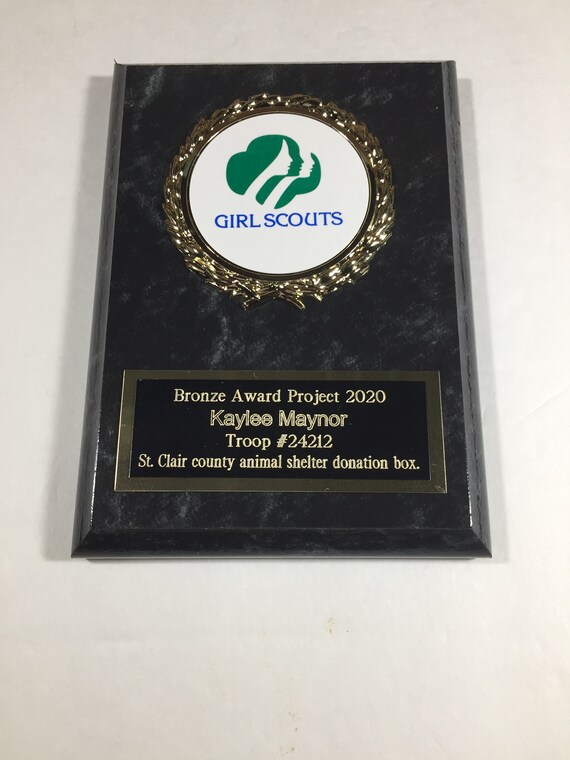 GIRL SCOUTS
Bronze Award Project 2020
Kaylee Maynor
Troop #24212
St. Clair county animal shelter donation box.